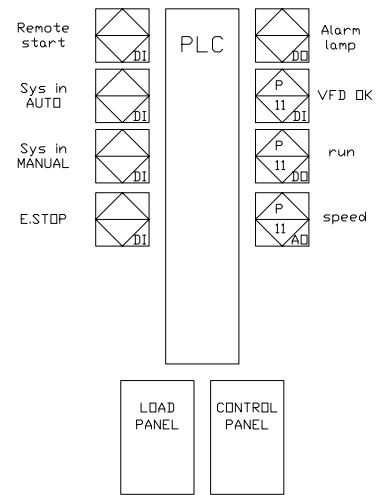 Remote
start
DI
PLC
DO
Alarm
lamp
Sys in
AUTO
DI
P
11
DI
VFD OK
Sys in
MANUAL
DI
P
11
DO
run
E.STOP
DI
P
11
AO
speed
LOAD
PANEL
CONTROL
PANEL